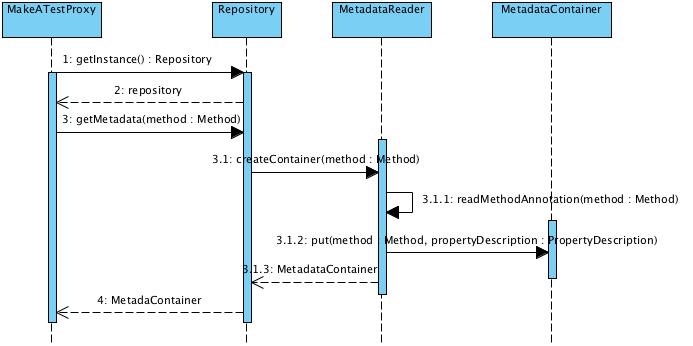 MakeATestProxy
Repository
MetadataReader
MetadataContainer
1: getInstance() : Repository
2: repository
3: getMetadata(method : Method)
3.1: createContainer(method : Method)
3.1.1: readMethodAnnotation(method : Method)
3.1.2: put(method : Method, propertyDescription : PropertyDescription)
3.1.3: MetadataContainer
4: MetadaContainer